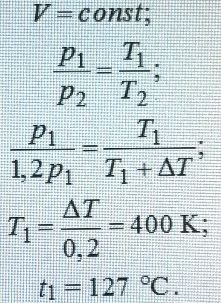 V = const;
p₁/p₂ = T₁/T₂;
p₁/1,2p₁ = T₁/(T₁ + ΔT);
T₁ = ΔT/0,2 = 400 K;
t₁ = 127 °C.